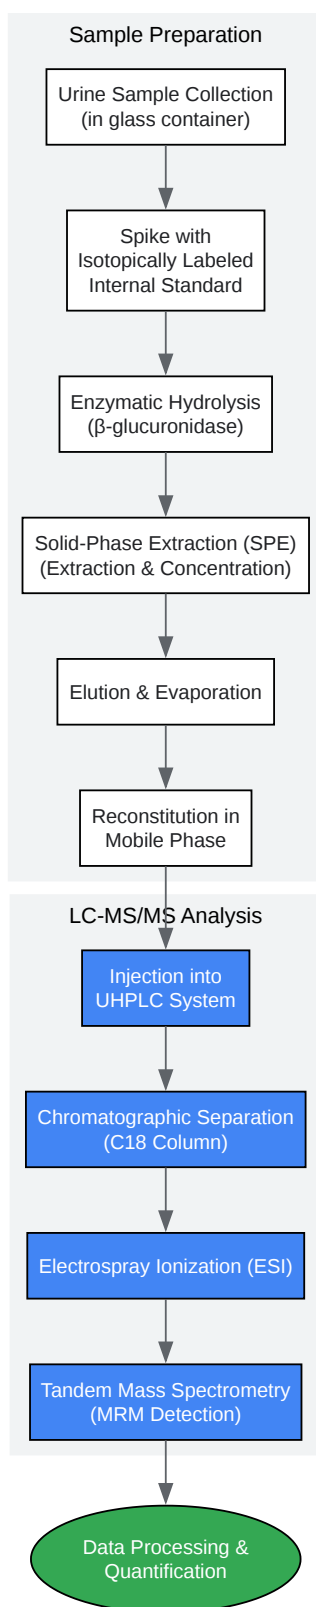 Sample Preparation
Urine Sample Collection
(in glass container)
Spike with
Isotopically Labeled
Internal Standard
Enzymatic Hydrolysis
(β-glucuronidase)
Solid-Phase Extraction (SPE)
(Extraction & Concentration)
Elution & Evaporation
Reconstitution in
Mobile Phase
LC-MS/MS Analysis
Injection into
UHPLC System
Chromatographic Separation
(C18 Column)
Electrospray Ionization (ESI)
Tandem Mass Spectrometry
(MRM Detection)
Data Processing &
Quantification